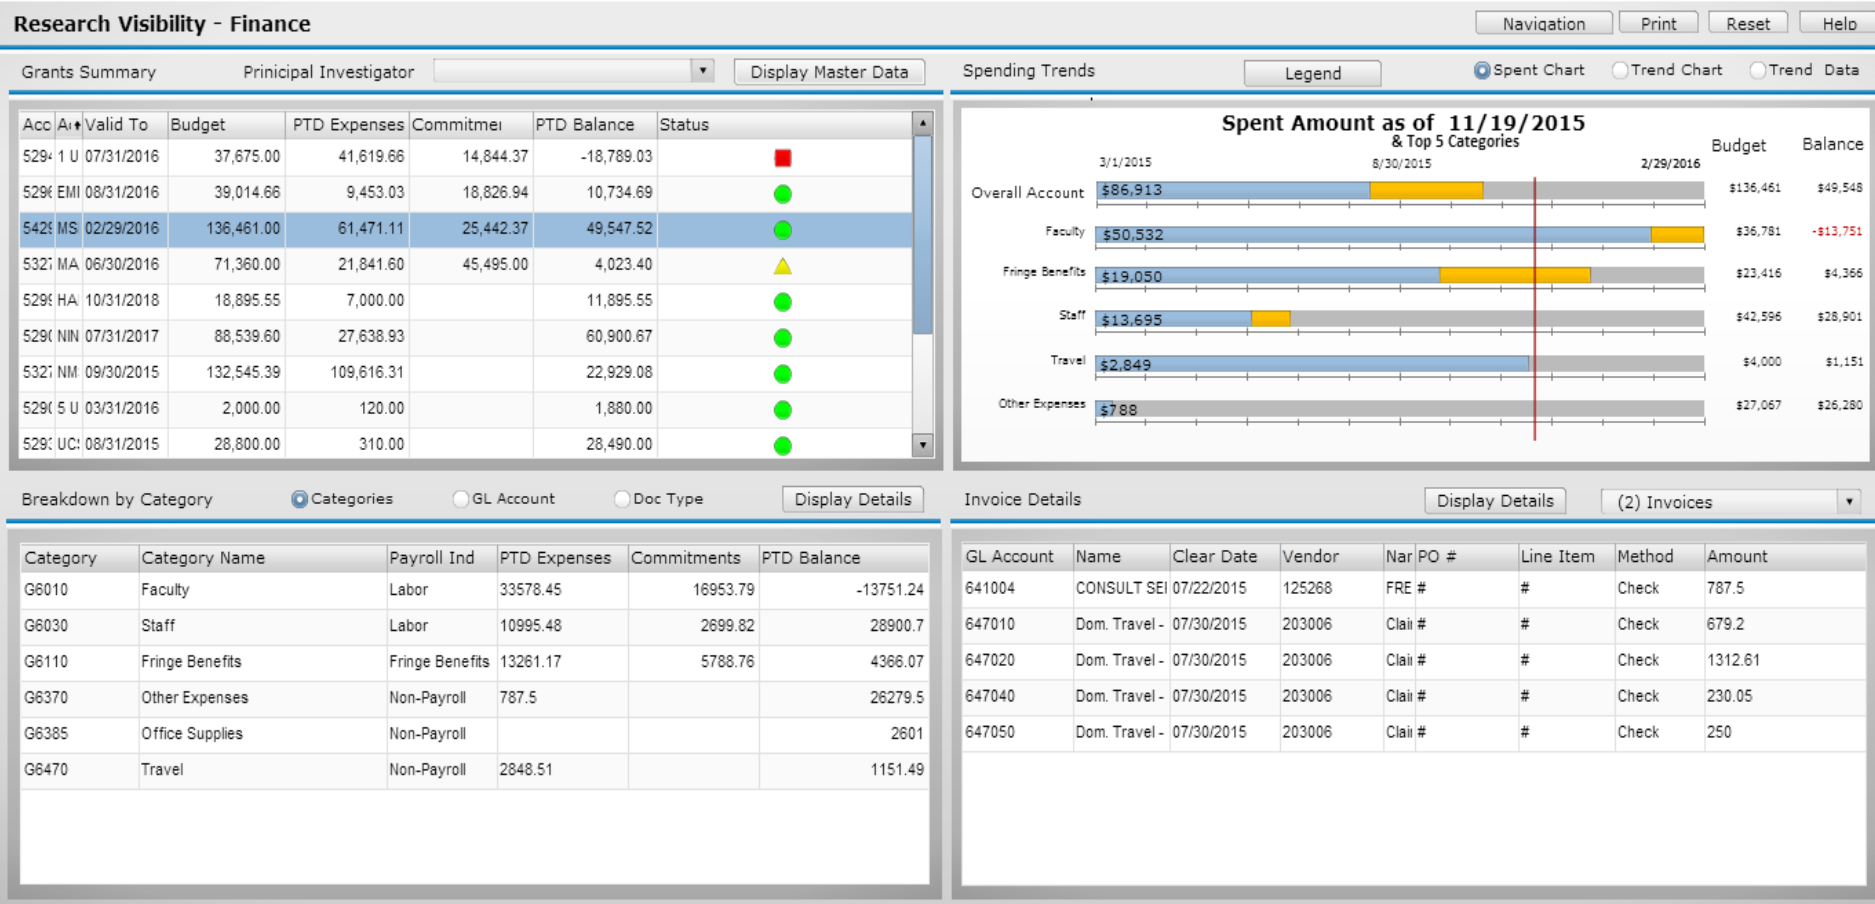 Research Visibility - Finance
Navigation Print Reset Help
Grants Summary Prinicipal Investigator Display Master Data
Acc Valid To Budget PTD Expenses Commitmer PTD Balance Status
1 U 07/31/2016 37,675.00 41,619.66 14,844.37 -18,789.03
EMI 08/31/2016 39,014.66 9,453.03 18,826.94 10,734.69
MS 02/29/2016 136,461.00 61,471.11 25,442.37 49,547.52
MA 06/30/2016 71,360.00 21,841.60 45,495.00 4,023.40
HA 10/31/2018 18,895.55 7,000.00 11,895.55
NIN 07/31/2017 88,539.60 27,638.93 60,900.67
NM 09/30/2015 132,545.39 109,616.31 22,929.08
5 U 03/31/2016 2,000.00 120.00 1,880.00
08/31/2015 28,800.00 310.00 28,490.00
Spending Trends Legend Spent Chart Trend Chart Trend Data
Spent Amount as of 11/19/2015
& Top 5 Categories
Budget Balance
3/1/2015 8/30/2015 2/29/2016
Overall Account $86,913 $136,461 $49,548
Faculty $50,532 $36,781 -$13,751
Fringe Benefits $19,050 $23,416 $4,366
Staff $13,695 $42,596 $28,901
Travel $2,849 $4,000 $1,151
Other Expenses $788 $27,067 $26,280
Breakdown by Category Categories GL Account Doc Type Display Details
Category Category Name Payroll Ind PTD Expenses Commitments PTD Balance
G6010 Faculty Labor 33578.45 16953.79 -13751.24
G6030 Staff Labor 10995.48 2699.82 28900.7
G6110 Fringe Benefits Fringe Benefits 13261.17 5788.76 4366.07
G6370 Other Expenses Non-Payroll 787.5 26279.5
G6385 Office Supplies Non-Payroll 2601
G6470 Travel Non-Payroll 2848.51 1151.49
Invoice Details Display Details (2) Invoices
GL Account Name Clear Date Vendor Nar PO # Line Item Method Amount
641004 CONSULT SEI 07/22/2015 125268 FRE # # Check 787.5
647010 Dom. Travel - 07/30/2015 203006 Clai # # Check 679.2
647020 Dom. Travel - 07/30/2015 203006 Clai # # Check 1312.61
647040 Dom. Travel - 07/30/2015 203006 Clai # # Check 230.05
647050 Dom. Travel - 07/30/2015 203006 Clai # # Check 250